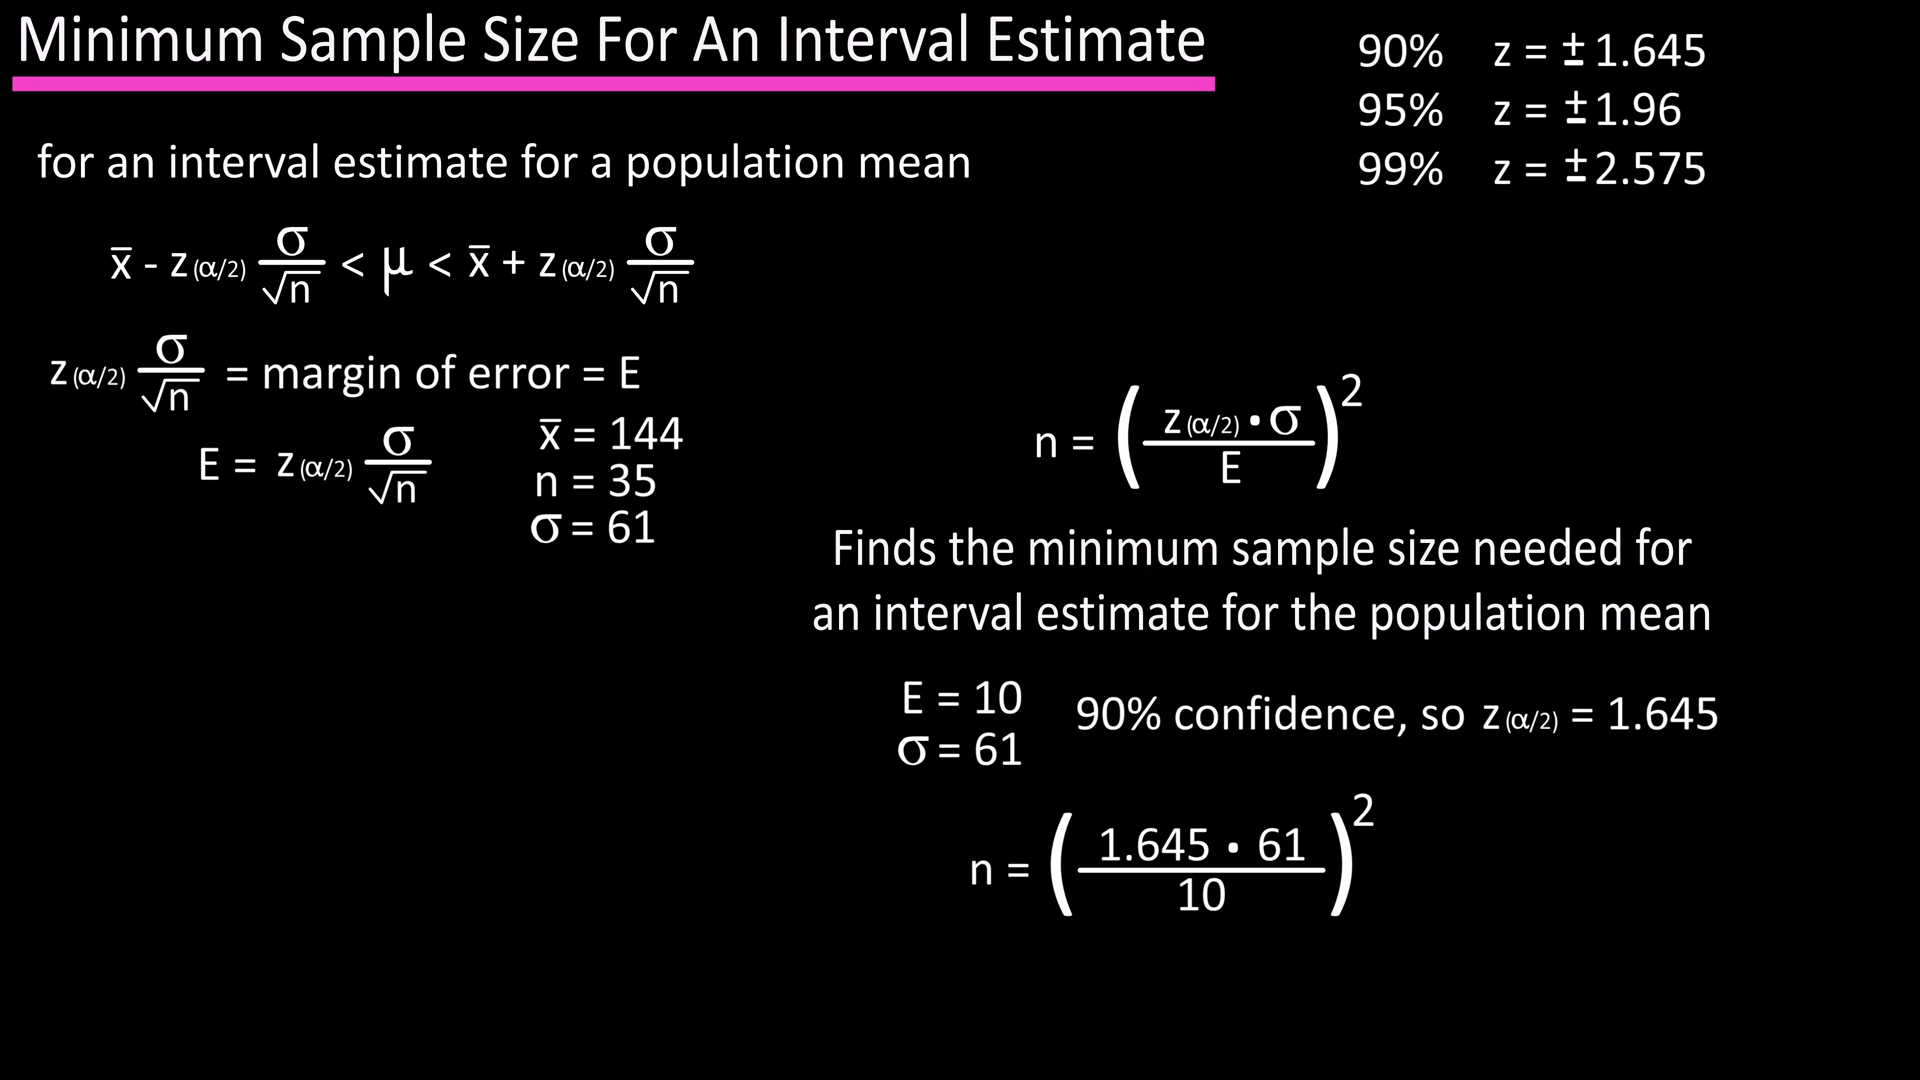 Minimum Sample Size For An Interval Estimate
90% z = ±1.645
95% z = ±1.96
99% z = ±2.575
for an interval estimate for a population mean
x̄ - z(α/2) σ/√n < μ < x̄ + z(α/2) σ/√n
z(α/2) σ/√n = margin of error = E
E = z(α/2) σ/√n
x̄ = 144
n = 35
σ = 61
n = (z(α/2) • σ / E)²
Finds the minimum sample size needed for
an interval estimate for the population mean
E = 10
σ = 61
90% confidence, so z(α/2) = 1.645
n = (1.645 • 61 / 10)²